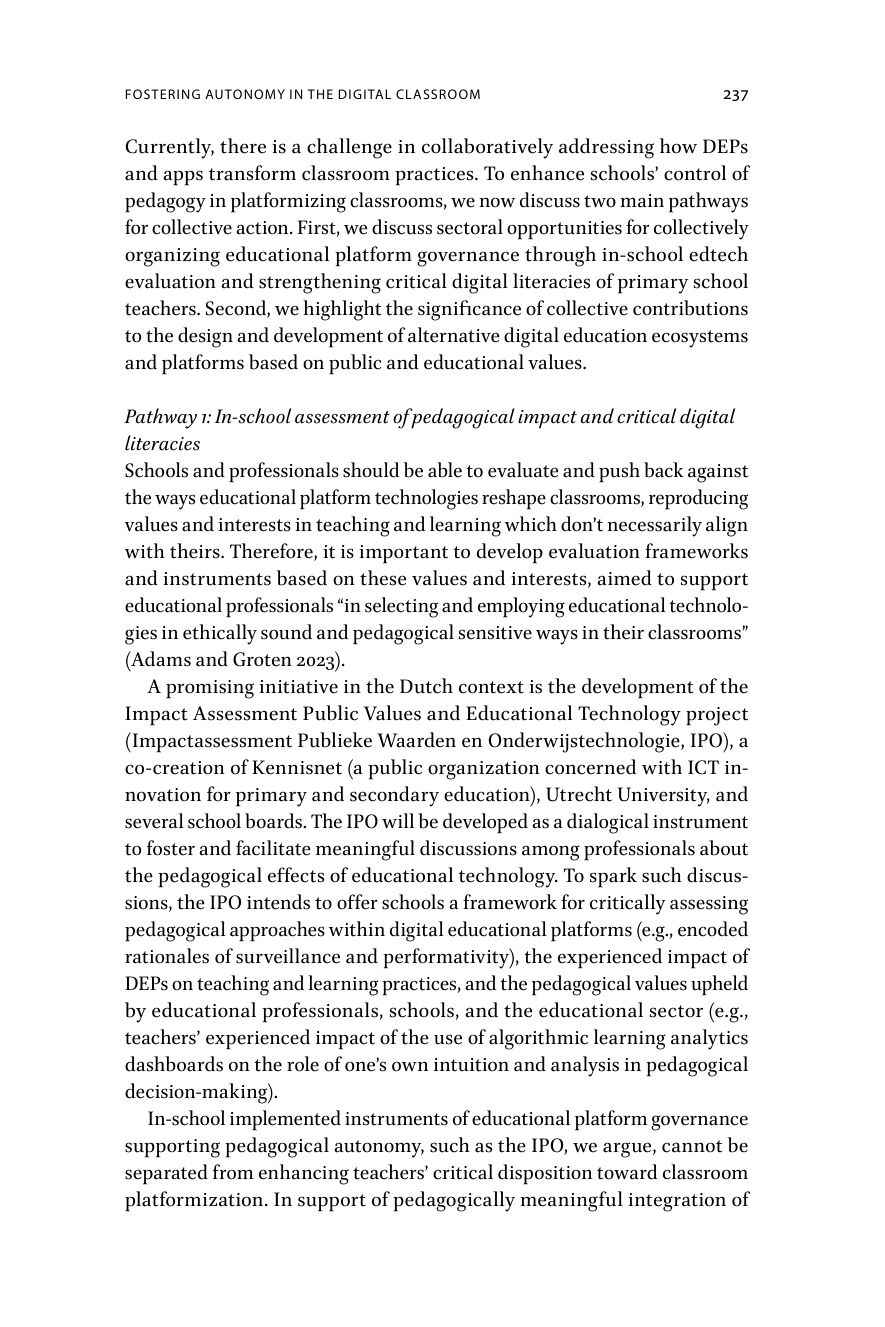 FOSTERING AUTONOMY IN THE DIGITAL CLASSROOM 237
Currently, there is a challenge in collaboratively addressing how DEPs
and apps transform classroom practices. To enhance schools’ control of
pedagogy in platformizing classrooms, we now discuss two main pathways
for collective action. First, we discuss sectoral opportunities for collectively
organizing educational platform governance through in-school edtech
evaluation and strengthening critical digital literacies of primary school
teachers. Second, we highlight the significance of collective contributions
to the design and development of alternative digital education ecosystems
and platforms based on public and educational values.
Pathway 1: In-school assessment of pedagogical impact and critical digital
literacies
Schools and professionals should be able to evaluate and push back against
the ways educational platform technologies reshape classrooms, reproducing
values and interests in teaching and learning which don’t necessarily align
with theirs. Therefore, it is important to develop evaluation frameworks
and instruments based on these values and interests, aimed to support
educational professionals “in selecting and employing educational technolo-
gies in ethically sound and pedagogical sensitive ways in their classrooms”
(Adams and Groten 2023).
A promising initiative in the Dutch context is the development of the
Impact Assessment Public Values and Educational Technology project
(Impactassessment Publieke Waarden en Onderwijstechnologie, IPO), a
co-creation of Kennisnet (a public organization concerned with ICT in-
novation for primary and secondary education), Utrecht University, and
several school boards. The IPO will be developed as a dialogical instrument
to foster and facilitate meaningful discussions among professionals about
the pedagogical effects of educational technology. To spark such discus-
sions, the IPO intends to offer schools a framework for critically assessing
pedagogical approaches within digital educational platforms (e.g., encoded
rationales of surveillance and performativity), the experienced impact of
DEPs on teaching and learning practices, and the pedagogical values upheld
by educational professionals, schools, and the educational sector (e.g.,
teachers’ experienced impact of the use of algorithmic learning analytics
dashboards on the role of one’s own intuition and analysis in pedagogical
decision-making).
In-school implemented instruments of educational platform governance
supporting pedagogical autonomy, such as the IPO, we argue, cannot be
separated from enhancing teachers’ critical disposition toward classroom
platformization. In support of pedagogically meaningful integration of